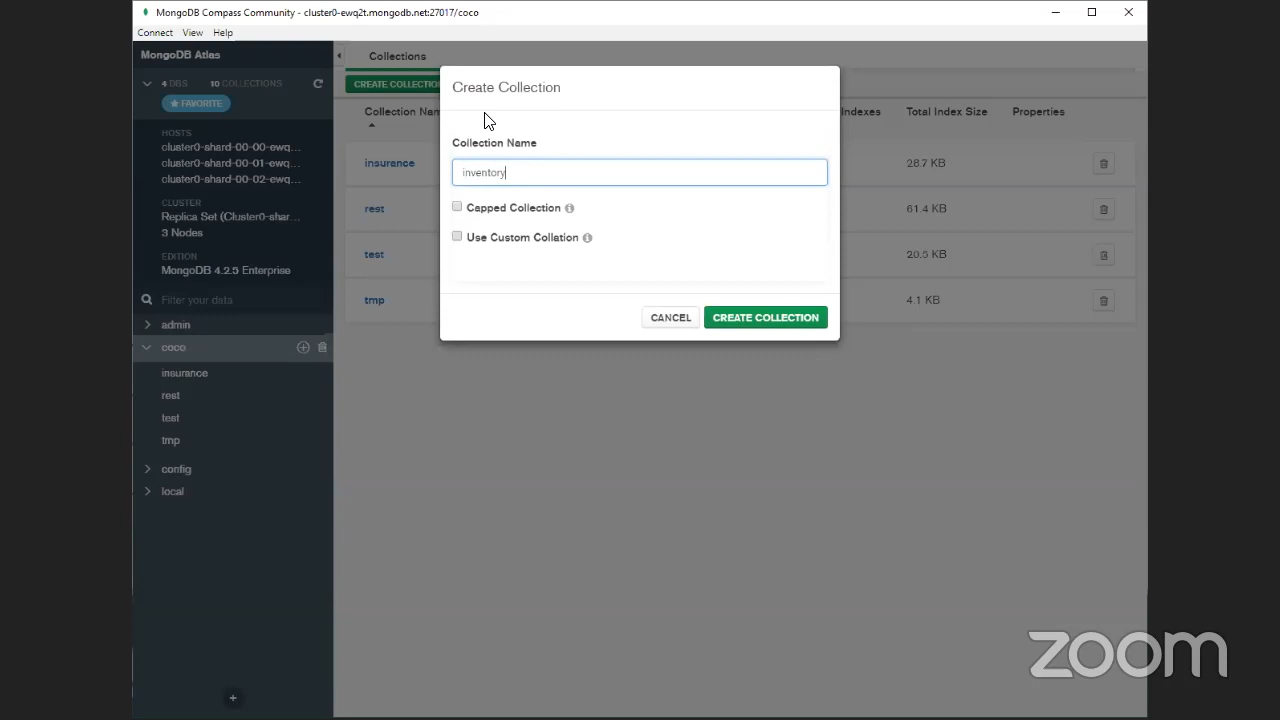 MongoDB Compass Community - cluster0-ewq2t.mongodb.net:27017/coco
Connect View Help
MongoDB Atlas
4 DBS 10 COLLECTIONS
★ FAVORITE
HOSTS
cluster0-shard-00-00-ewq...
cluster0-shard-00-01-ewq...
cluster0-shard-00-02-ewq...
CLUSTER
Replica Set (Cluster0-shar...
3 Nodes
EDITION
MongoDB 4.2.5 Enterprise
Filter your data
admin
coco
insurance
rest
test
tmp
config
local
Collections
CREATE COLLECTION
Collection Nam
Indexes
Total Index Size
Properties
insurance
28.7 KB
rest
61.4 KB
test
20.5 KB
tmp
4.1 KB
Create Collection
Collection Name
inventory
Capped Collection
Use Custom Collation
CANCEL
CREATE COLLECTION
zoom